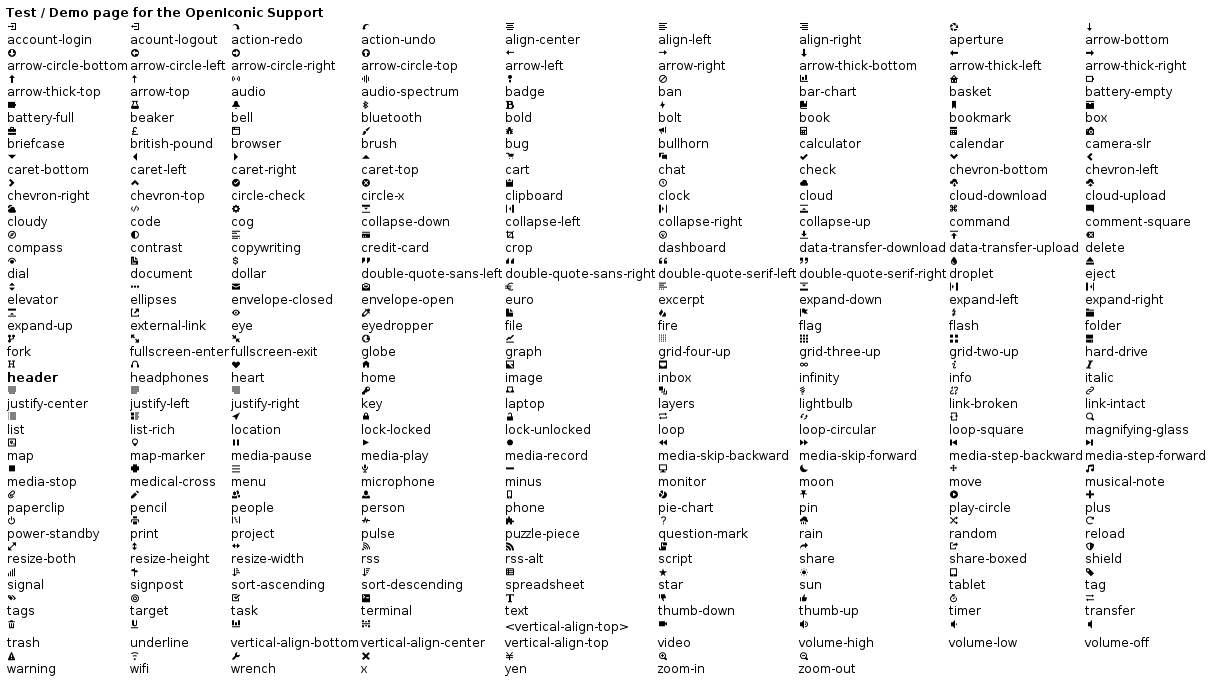 Test / Demo page for the OpenIconic Support
account-login acount-logout action-redo action-undo align-center align-left align-right aperture arrow-bottom
arrow-circle-bottom arrow-circle-left arrow-circle-right arrow-circle-top arrow-left arrow-right arrow-thick-bottom arrow-thick-left arrow-thick-right
arrow-thick-top arrow-top audio audio-spectrum badge ban bar-chart basket battery-empty
battery-full beaker bell bluetooth bold bolt book bookmark box
briefcase british-pound browser brush bug bullhorn calculator calendar camera-slr
caret-bottom caret-left caret-right caret-top cart chat check chevron-bottom chevron-left
chevron-right chevron-top circle-check circle-x clipboard clock cloud cloud-download cloud-upload
cloudy code cog collapse-down collapse-left collapse-right collapse-up command comment-square
compass contrast copywriting credit-card crop dashboard data-transfer-download data-transfer-upload delete
dial document dollar double-quote-sans-left double-quote-sans-right double-quote-serif-left double-quote-serif-right droplet eject
elevator ellipses envelope-closed envelope-open euro excerpt expand-down expand-left expand-right
expand-up external-link eye eyedropper file fire flag flash folder
fork fullscreen-enter fullscreen-exit globe graph grid-four-up grid-three-up grid-two-up hard-drive
header headphones heart home image inbox infinity info italic
justify-center justify-left justify-right key laptop layers lightbulb link-broken link-intact
list list-rich location lock-locked lock-unlocked loop loop-circular loop-square magnifying-glass
map map-marker media-pause media-play media-record media-skip-backward media-skip-forward media-step-backward media-step-forward
media-stop medical-cross menu microphone minus monitor moon move musical-note
paperclip pencil people person phone pie-chart pin play-circle plus
power-standby print project pulse puzzle-piece question-mark rain random reload
resize-both resize-height resize-width rss rss-alt script share share-boxed shield
signal signpost sort-ascending sort-descending spreadsheet star sun tablet tag
tags target task terminal text thumb-down thumb-up timer transfer
<vertical-align-top>
trash underline vertical-align-bottom vertical-align-center vertical-align-top video volume-high volume-low volume-off
warning wifi wrench x yen zoom-in zoom-out